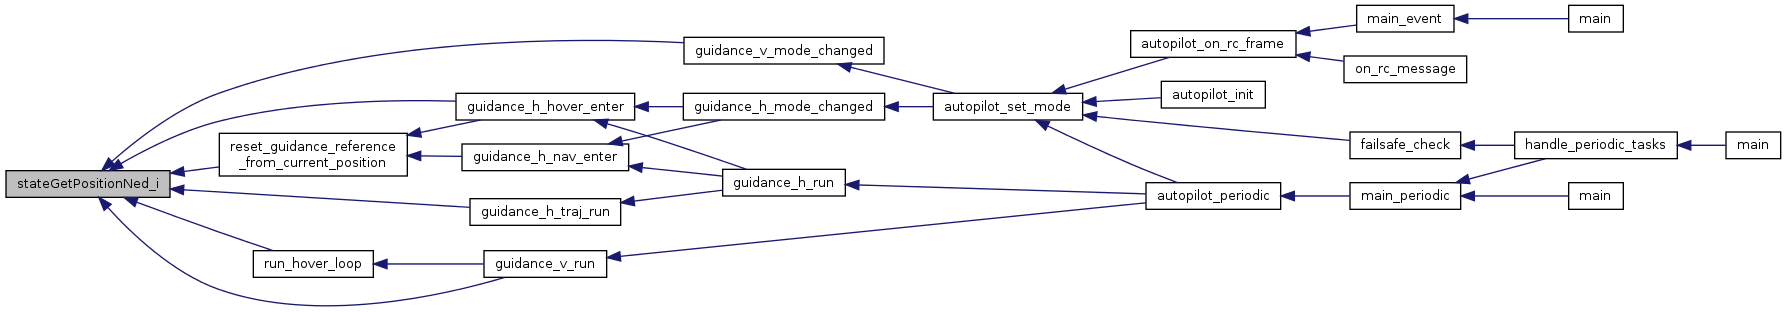 stateGetPositionNed_i
guidance_v_mode_changed
guidance_h_hover_enter
reset_guidance_reference
_from_current_position
guidance_h_nav_enter
guidance_h_traj_run
run_hover_loop
guidance_v_run
guidance_h_mode_changed
guidance_h_run
autopilot_set_mode
autopilot_on_rc_frame
autopilot_init
autopilot_periodic
main_event
on_rc_message
failsafe_check
main_periodic
main
handle_periodic_tasks
main
main